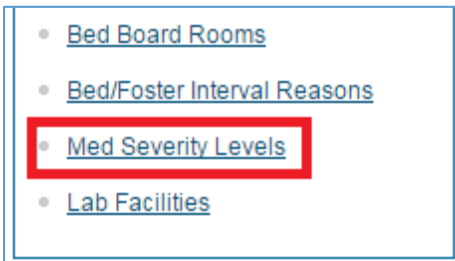 Bed Board Rooms
Bed/Foster Interval Reasons
Med Severity Levels
Lab Facilities